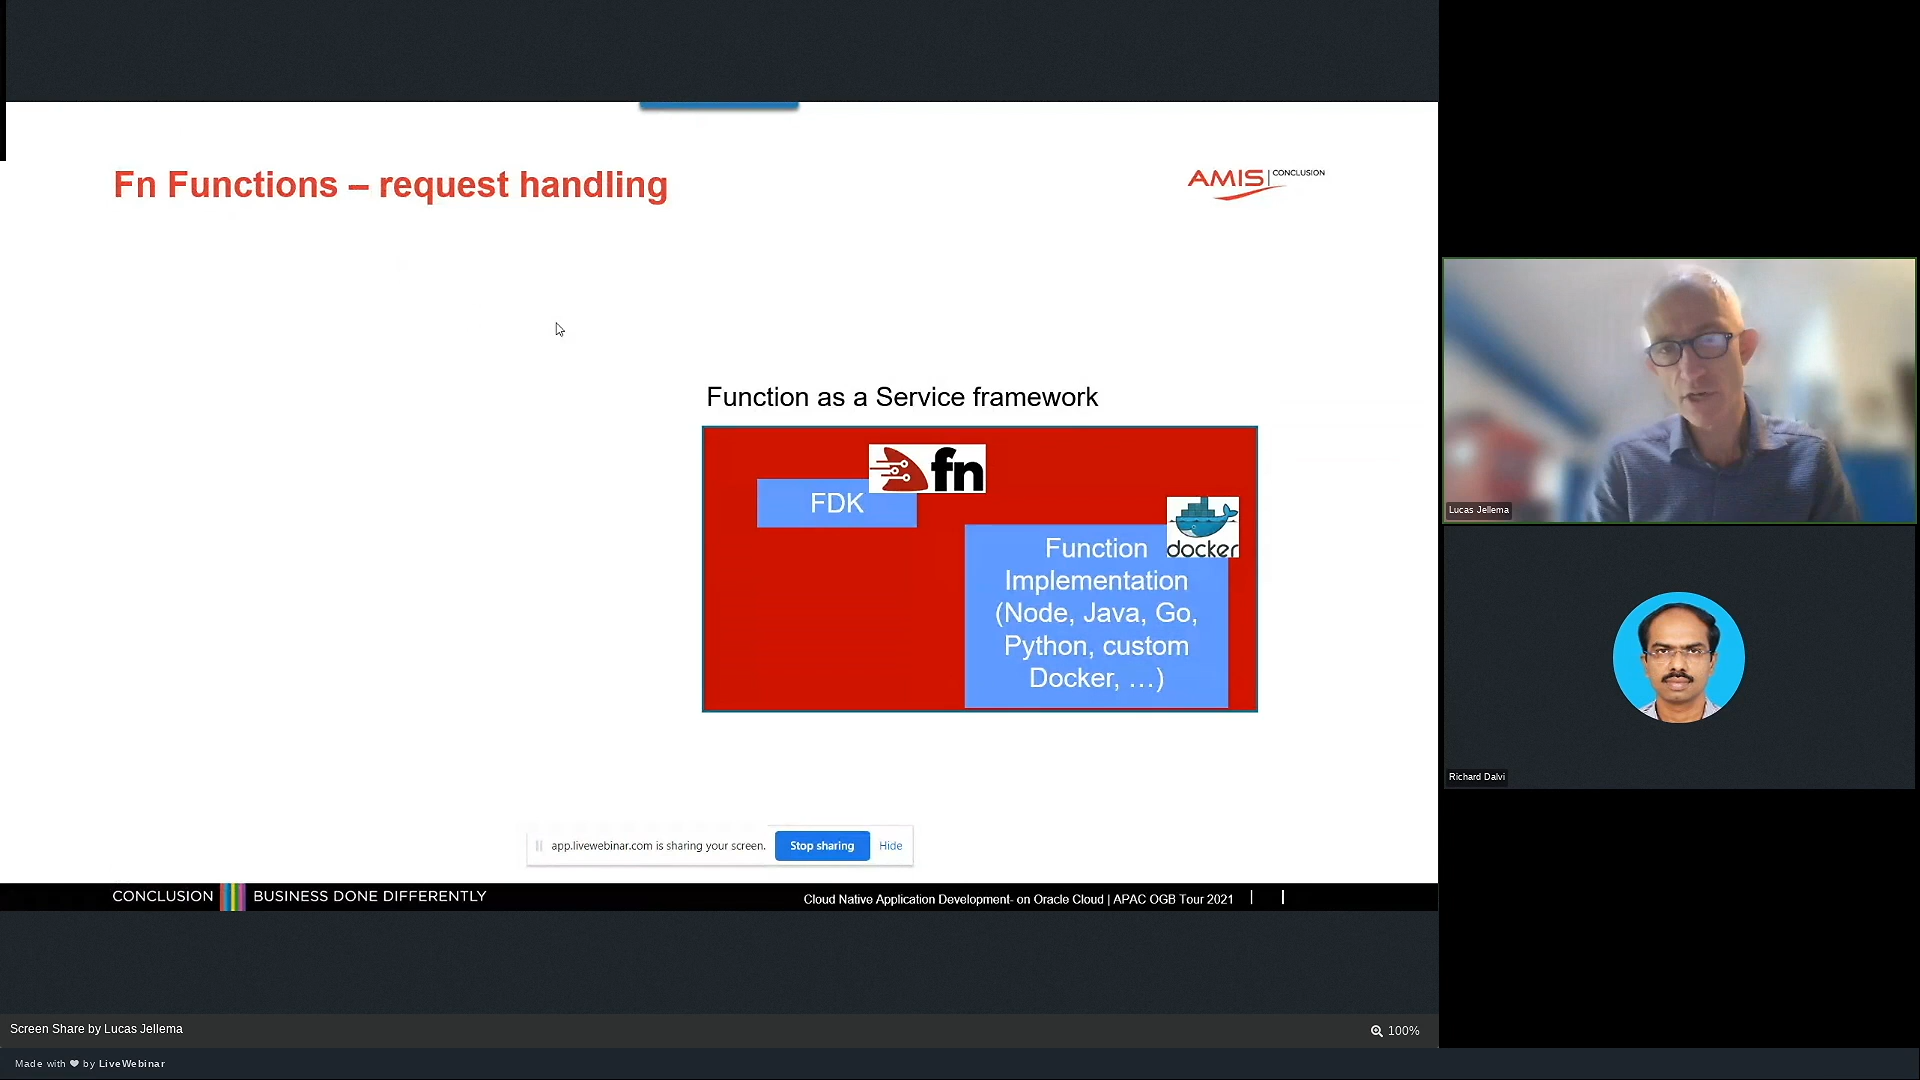 Fn Functions – request handling
AMIS CONCLUSION
Function as a Service framework
fn
FDK
docker
Function
Implementation
(Node, Java, Go,
Python, custom
Docker, …)
Lucas Jellema
Richard Dalvi
app.livewebinar.com is sharing your screen. Stop sharing Hide
CONCLUSION BUSINESS DONE DIFFERENTLY
Cloud Native Application Development- on Oracle Cloud | APAC OGB Tour 2021
Screen Share by Lucas Jellema
100%
Made with ❤ by LiveWebinar